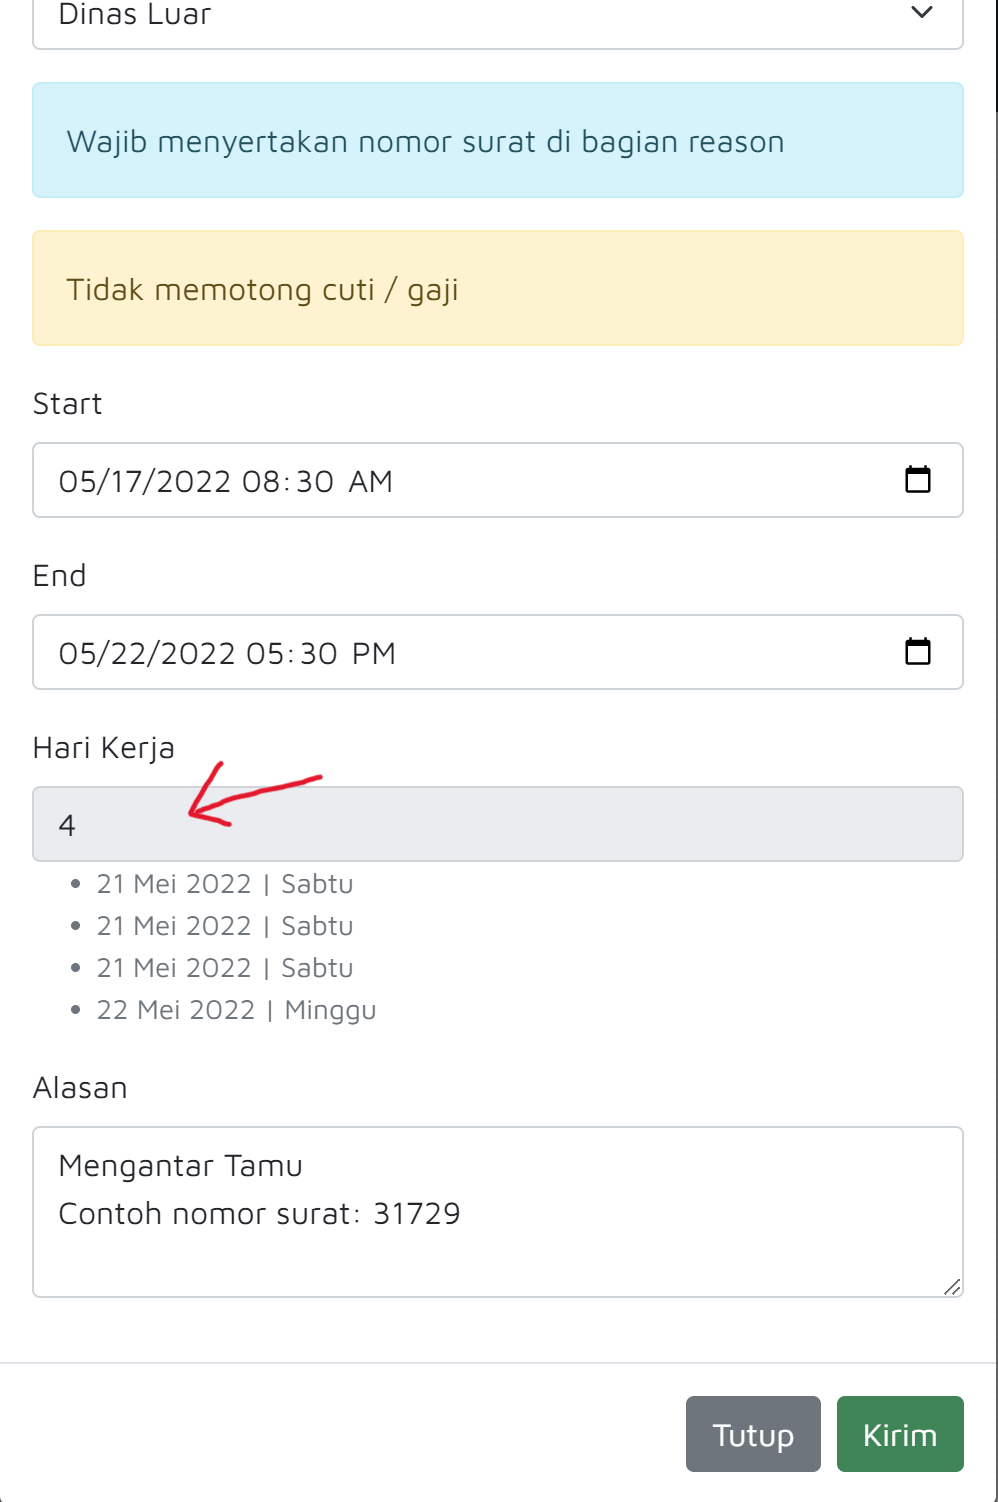 Dinas Luar
Wajib menyertakan nomor surat di bagian reason
Tidak memotong cuti / gaji
Start
05/17/2022 08:30 AM
End
05/22/2022 05:30 PM
Hari Kerja
4
21 Mei 2022 | Sabtu
21 Mei 2022 | Sabtu
21 Mei 2022 | Sabtu
22 Mei 2022 | Minggu
Alasan
Mengantar Tamu
Contoh nomor surat: 31729
Tutup Kirim